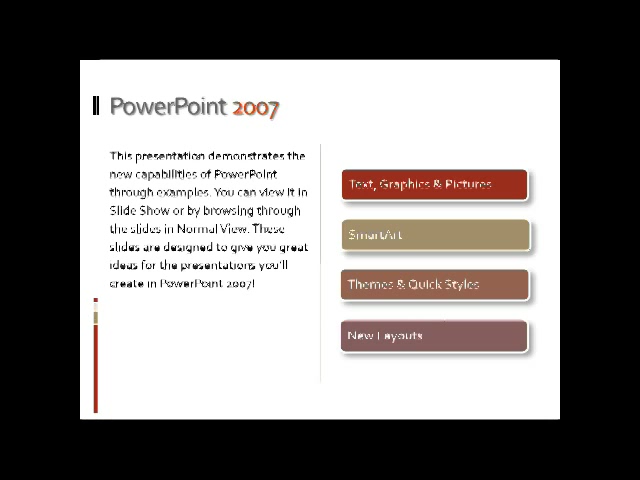 PowerPoint 2007
This presentation demonstrates the
new capabilities of PowerPoint
through examples. You can view it in
Slide Show or by browsing through
the slides in Normal View. These
slides are designed to give you great
ideas for the presentations you'll
create in PowerPoint 2007!
Text, Graphics & Pictures
SmartArt
Themes & Quick Styles
New Layouts